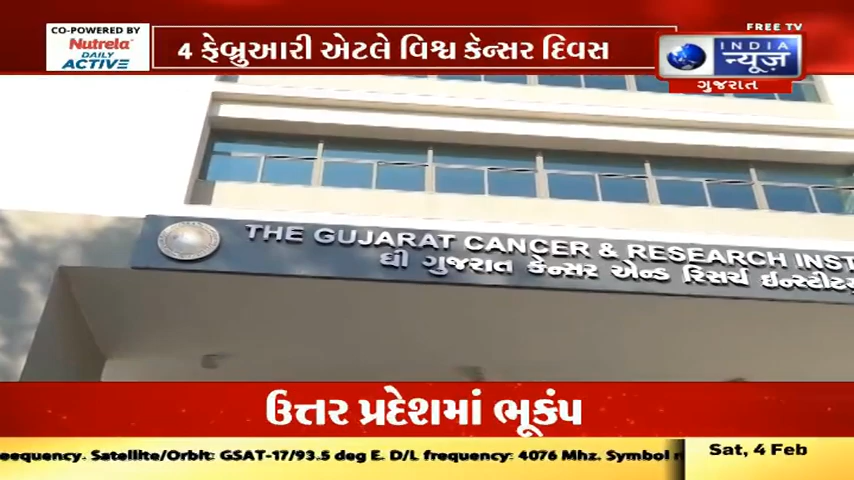 CO-POWERED BY
Nutrela
DAILY
ACTIVE
4 ફેબ્રુઆરી એટલે વિશ્વ કૅન્સર દિવસ
FREE TV
INDIA
ન્યૂઝ
ગુજરાત
THE GUJARAT CANCER & RESEARCH INST
ધી ગુજરાત કેન્સર એન્ડ રિસર્ચ ઈન્સ્ટીટ
ઉત્તર પ્રદેશમાં ભૂકંપ
eequency. Satellite/Orbit: GSAT-17/93.5 deg E. D/L frequency: 4076 Mhz. Symbol
Sat, 4 Feb